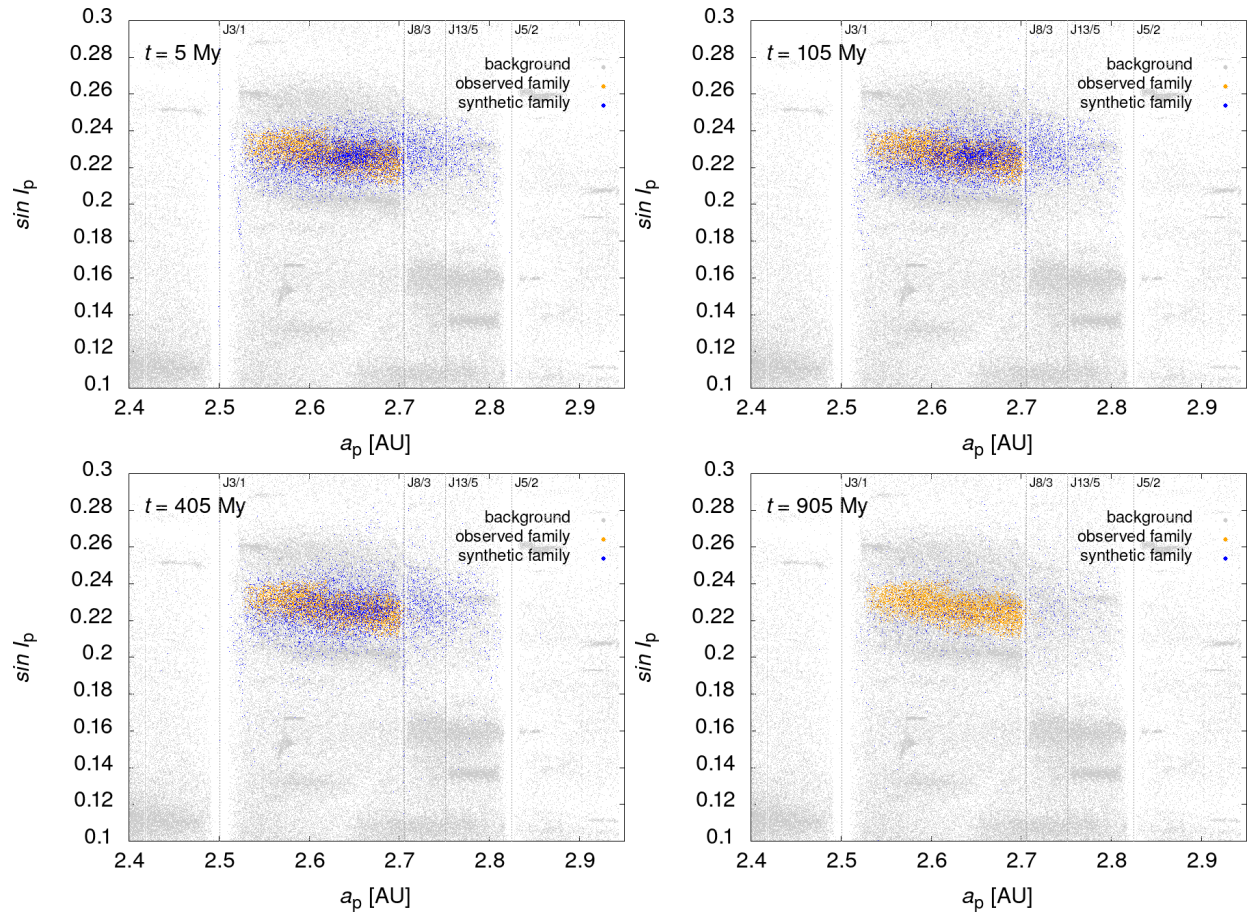 0.3
0.28
0.26
0.24
0.22
0.2
0.18
0.16
0.14
0.12
0.1
sin Ip
J3/1 J8/3 J13/5 J5/2
t = 5 My
background
observed family
synthetic family
2.4 2.5 2.6 2.7 2.8 2.9
ap [AU]
0.3
0.28
0.26
0.24
0.22
0.2
0.18
0.16
0.14
0.12
0.1
sin Ip
J3/1 J8/3 J13/5 J5/2
t = 105 My
background
observed family
synthetic family
2.4 2.5 2.6 2.7 2.8 2.9
ap [AU]
0.3
0.28
0.26
0.24
0.22
0.2
0.18
0.16
0.14
0.12
0.1
sin Ip
J3/1 J8/3 J13/5 J5/2
t = 405 My
background
observed family
synthetic family
2.4 2.5 2.6 2.7 2.8 2.9
ap [AU]
0.3
0.28
0.26
0.24
0.22
0.2
0.18
0.16
0.14
0.12
0.1
sin Ip
J3/1 J8/3 J13/5 J5/2
t = 905 My
background
observed family
synthetic family
2.4 2.5 2.6 2.7 2.8 2.9
ap [AU]